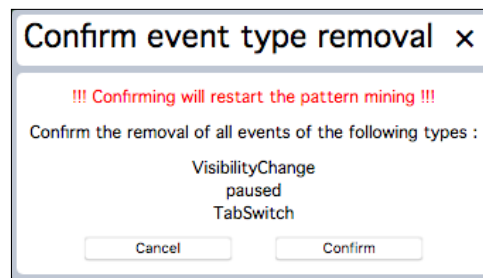 Confirm event type removal ×
!!! Confirming will restart the pattern mining !!!
Confirm the removal of all events of the following types :
VisibilityChange
paused
TabSwitch
Cancel Confirm